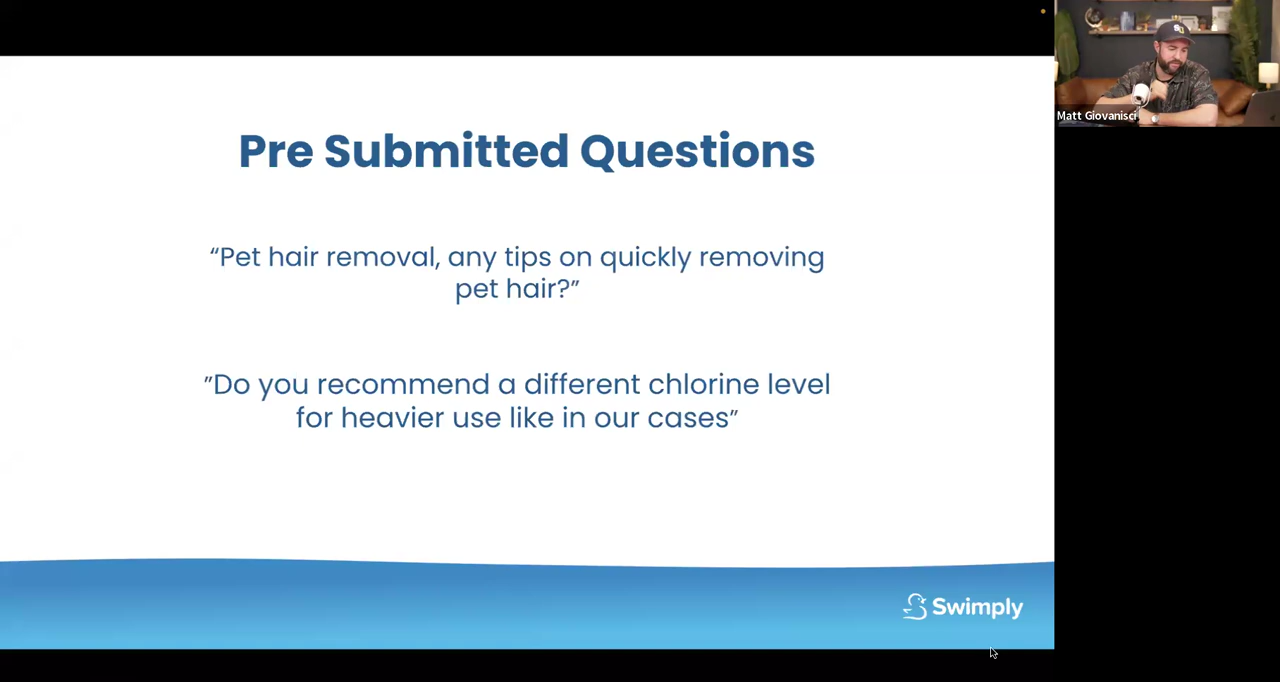 Pre Submitted Questions
“Pet hair removal, any tips on quickly removing
pet hair?”
”Do you recommend a different chlorine level
for heavier use like in our cases”
Swimply
Matt Giovanisci